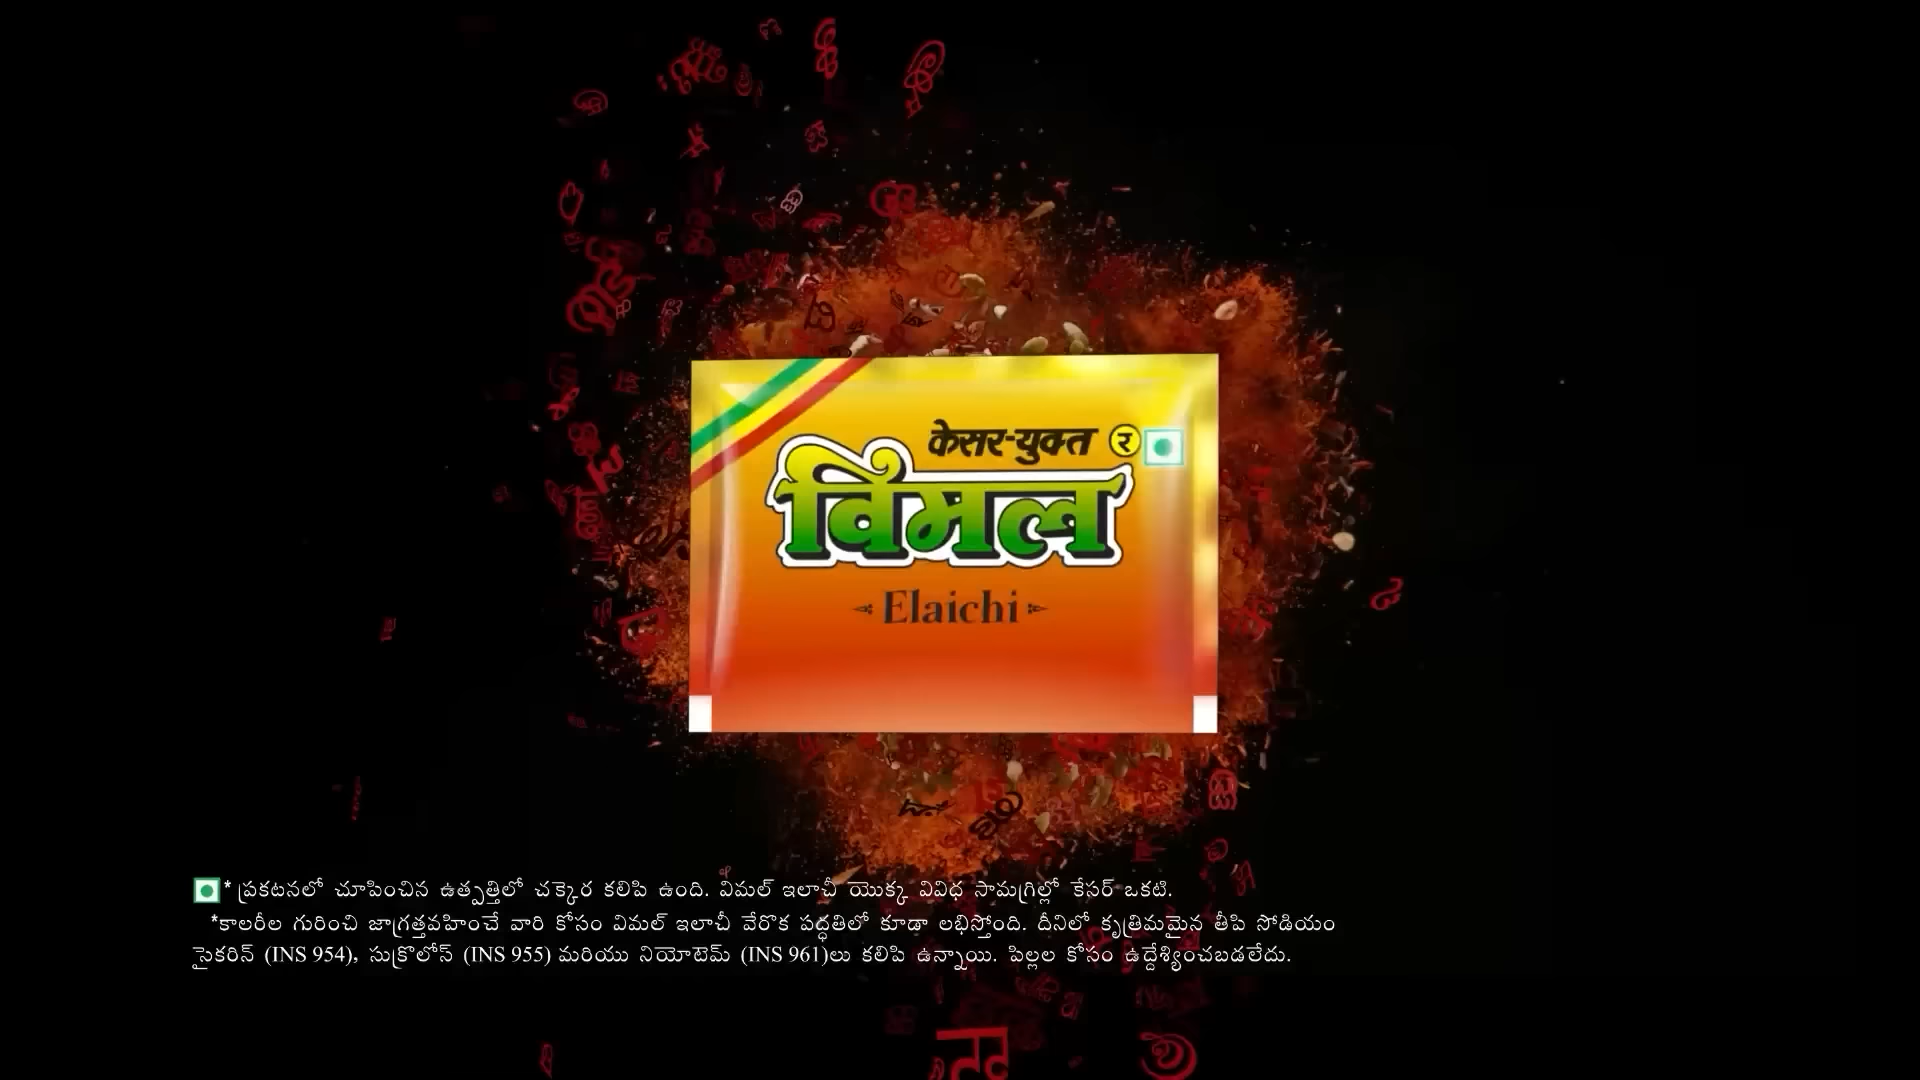 केसर-युक्त र
विमल
Elaichi
* ప్రకటనలో చూపించిన ఉత్పత్తిలో చక్కెర కలిపి ఉంది. విమల్ ఇలాచీ యొక్క వివిధ సామగ్రిల్లో కేసర్ ఒకటి.
*కాలరీల గురించి జాగ్రత్తవహించే వారి కోసం విమల్ ఇలాచీ వేరొక పద్ధతిలో కూడా లభిస్తోంది. దీనిలో కృత్రిమమైన తీపి సోడియం
సైకరిన్ (INS 954), సుక్రొలోస్ (INS 955) మరియు నియోటెమ్ (INS 961)లు కలిపి ఉన్నాయి. పిల్లల కోసం ఉద్దేశ్యించబడలేదు.